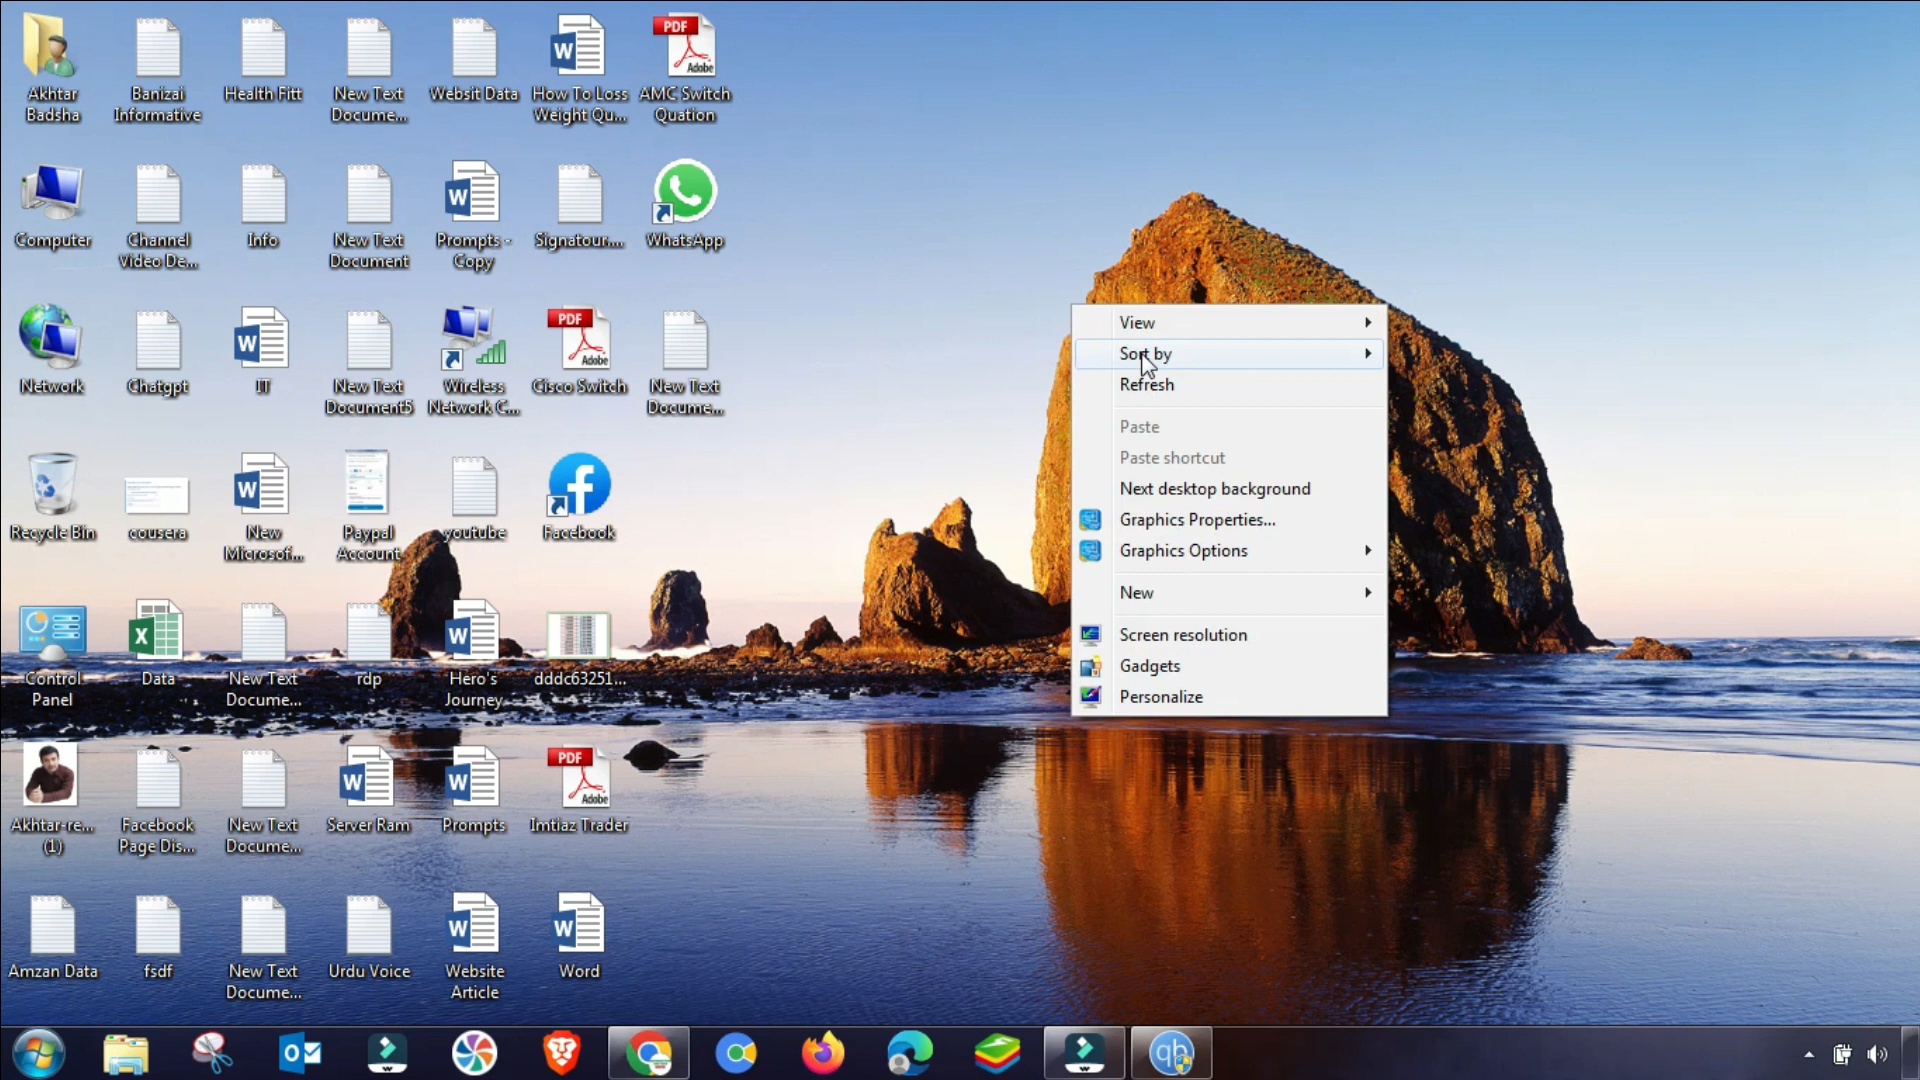 Akhtar
Badsha
Banizai
Informative
Health Fitt
New Text
Docume...
Websit Data
How To Loss
Weight Qu...
PDF
Adobe
AMC Switch
Quation
Computer
Channel
Video De...
Info
New Text
Document
Prompts -
Copy
Signatour....
WhatsApp
Network
Chatgpt
IT
New Text
Document5
Wireless
Network C...
PDF
Adobe
Cisco Switch
New Text
Docume...
Recycle Bin
cousera
New
Microsof...
Paypal
Account
youtube
Facebook
Control
Panel
Data
New Text
Docume...
rdp
Hero's
Journey
dddc63251...
Akhtar-re...
(1)
Facebook
Page Dis...
New Text
Docume...
Server Ram
Prompts
PDF
Adobe
Imtiaz Trader
Amzan Data
fsdf
New Text
Docume...
Urdu Voice
Website
Article
Word
View
Sort by
Refresh
Paste
Paste shortcut
Next desktop background
Graphics Properties...
Graphics Options
New
Screen resolution
Gadgets
Personalize